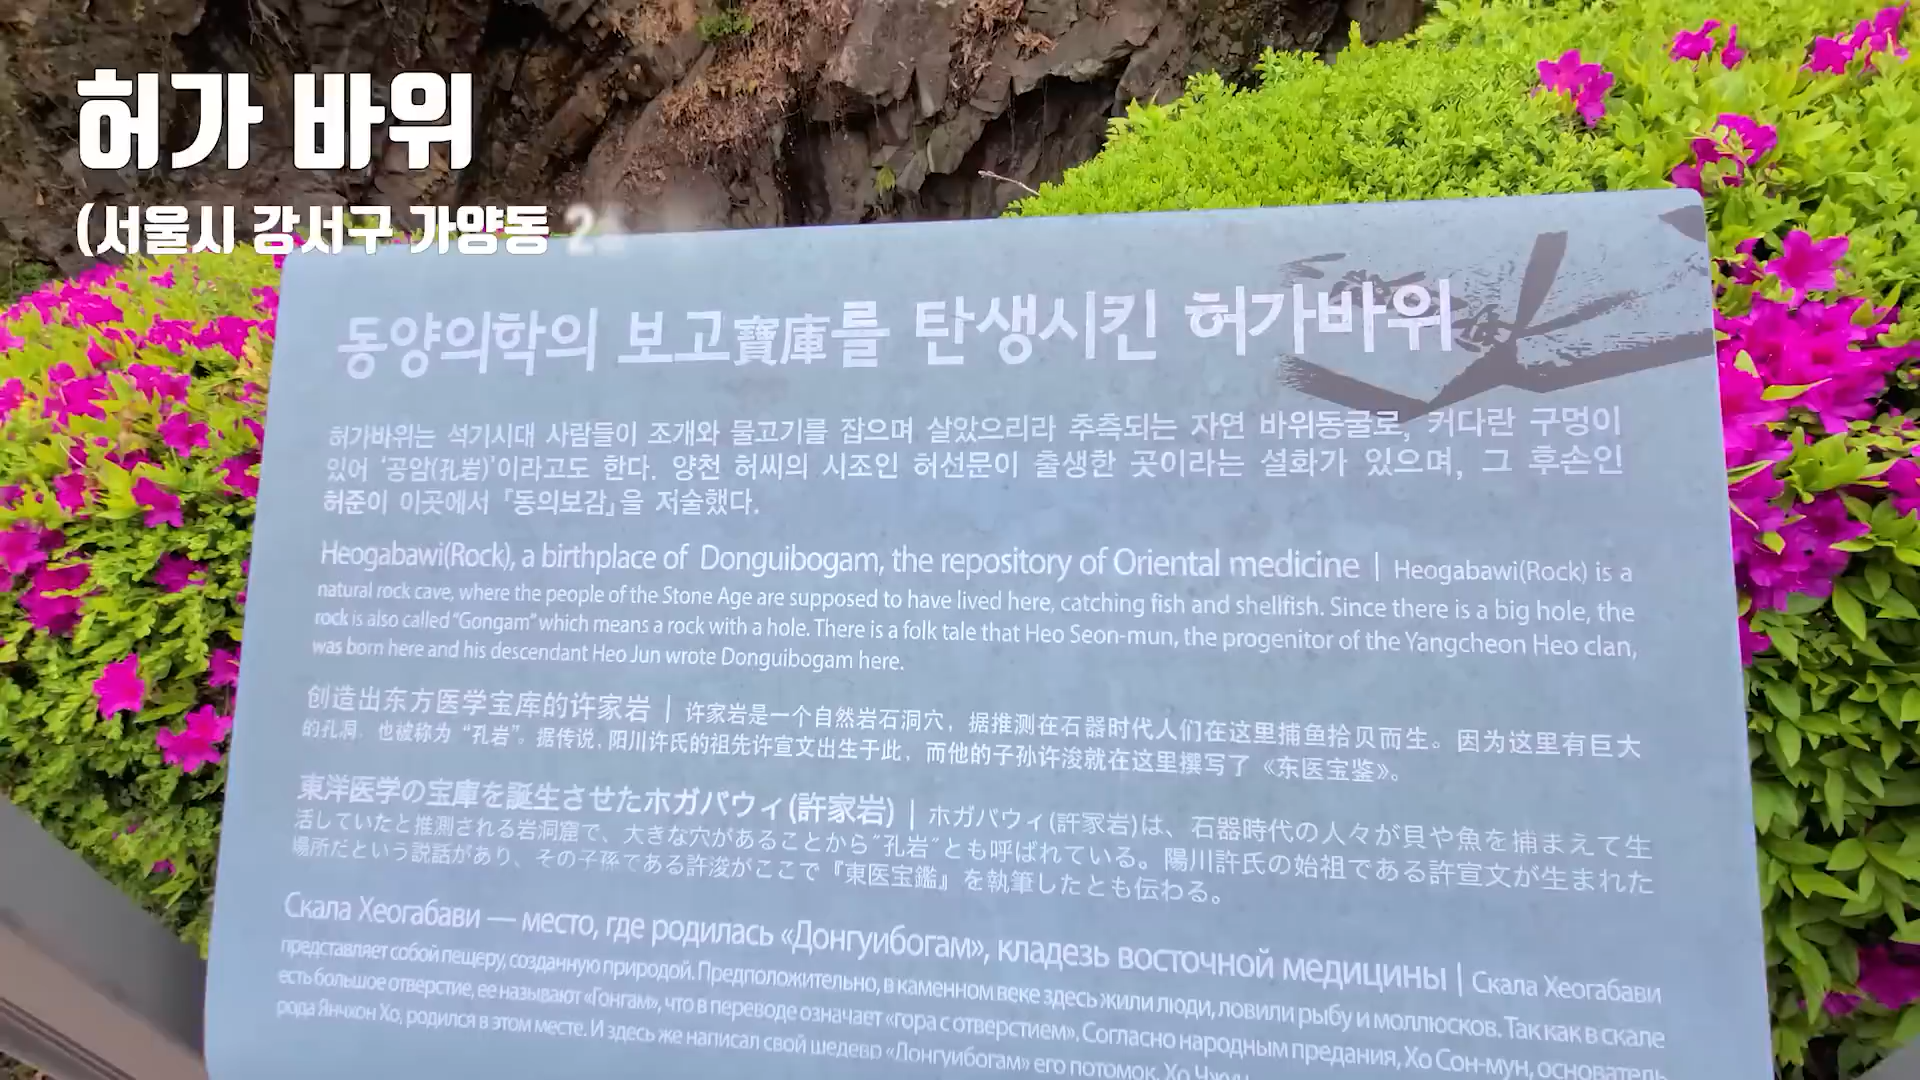 허가 바위
(서울시 강서구 가양동
동양의학의 보고寶庫를 탄생시킨 허가바위
허가바위는 석기시대 사람들이 조개와 물고기를 잡으며 살았으리라 추측되는 자연 바위동굴로, 커다란 구멍이
있어 '공암(孔岩)'이라고도 한다. 양천 허씨의 시조인 허선문이 출생한 곳이라는 설화가 있으며, 그 후손인
허준이 이곳에서 『동의보감』을 저술했다.
Heogabawi(Rock), a birthplace of Donguibogam, the repository of Oriental medicine | Heogabawi(Rock) is a
natural rock cave, where the people of the Stone Age are supposed to have lived here, catching fish and shellfish. Since there is a big hole, the
rock is also called "Gongam" which means a rock with a hole. There is a folk tale that Heo Seon-mun, the progenitor of the Yangcheon Heo clan,
was born here and his descendant Heo Jun wrote Donguibogam here.
创造出东方医学宝库的许家岩 | 许家岩是一个自然岩石洞穴，据推测在石器时代人们在这里捕鱼拾贝而生。因为这里有巨大
的孔洞，也被称为“孔岩”。据传说，阳川许氏的祖先许宣文出生于此，而他的子孙许浚就在这里撰写了《东医宝鉴》。
東洋医学の宝庫を誕生させたホガバウィ(許家岩) | ホガバウィ(許家岩)は、石器時代の人々が貝や魚を捕まえて生
活していたと推測される岩洞窟で、大きな穴があることから"孔岩"とも呼ばれている。陽川許氏の始祖である許宣文が生まれた
場所だという説話があり、その子孫である許浚がここで『東医宝鑑』を執筆したとも伝わる。
Скала Хеогабави — место, где родилась «Донгуибогам», кладезь восточной медицины | Скала Хеогабави
представляет собой пещеру, созданную природой. Предположительно, в каменном веке здесь жили люди, ловили рыбу и моллюсков. Так как в скале
есть большое отверстие, ее называют «Гонгам», что в переводе означает «гора с отверстием». Согласно народным предания, Хо Сон-мун, основатель
рода Янчхон Хо, родился в этом месте. И здесь же написал свой шедевр «Донгуибогам» его потомок, Хо